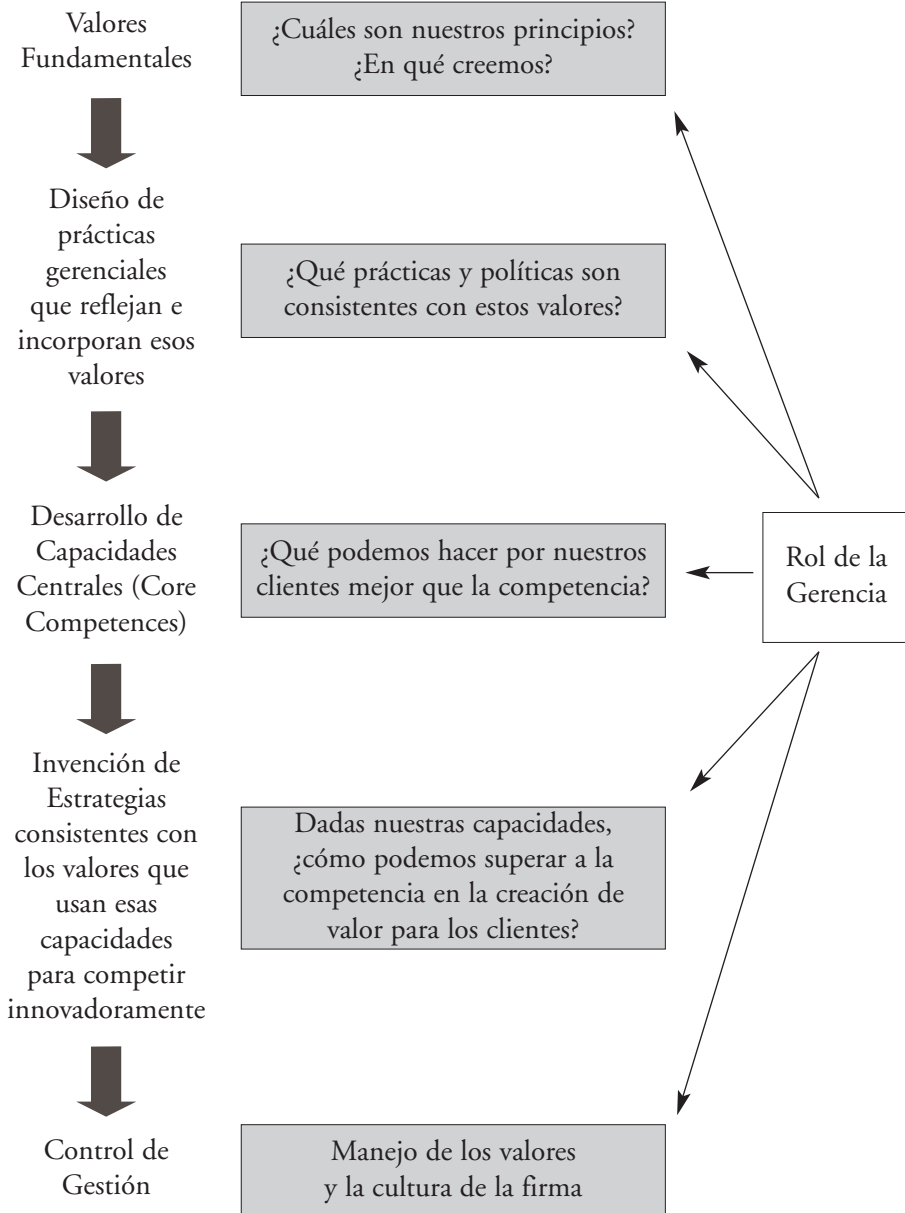 Valores
Fundamentales
¿Cuáles son nuestros principios?
¿En qué creemos?
Diseño de
prácticas
gerenciales
que reflejan e
incorporan esos
valores
¿Qué prácticas y políticas son
consistentes con estos valores?
Desarrollo de
Capacidades
Centrales (Core
Competences)
¿Qué podemos hacer por nuestros
clientes mejor que la competencia?
Rol de la
Gerencia
Invención de
Estrategias
consistentes con
los valores que
usan esas
capacidades
para competir
innovadoramente
Dadas nuestras capacidades,
¿cómo podemos superar a la
competencia en la creación de
valor para los clientes?
Control de
Gestión
Manejo de los valores
y la cultura de la firma